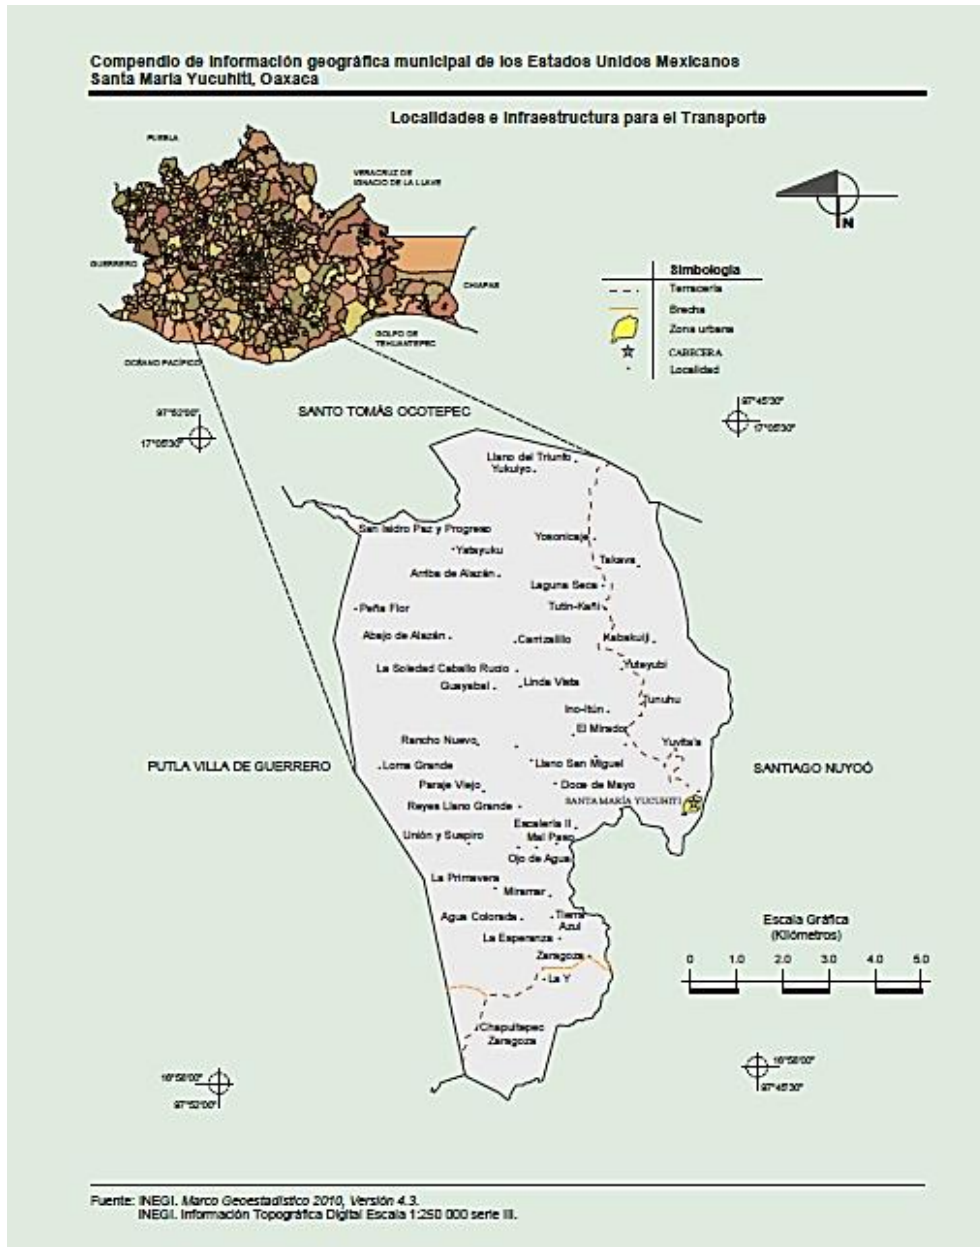 Compendio de información geográfica municipal de los Estados Unidos Mexicanos
Santa María Yucuhiti, Oaxaca
Localidades e Infraestructura para el Transporte
PUEBLA
VERACRUZ DE
IGNACIO DE LA LLAVE
GUERRERO
CHIAPAS
GOLFO DE
TEHUANTEPEC
OCÉANO PACÍFICO
N
Simbología
Terracería
Brecha
Zona urbana
CABECERA
Localidad
97°52'00"
17°05'30"
SANTO TOMÁS OCOTEPEC
97°45'30"
17°05'30"
Llano del Triunfo
Yukuiyo
San Isidro Paz y Progreso
Yosonicaje
Yatayuku
Takava
Arriba de Alazán
Laguna Seca
Peña Flor
Tutin-Kañi
Abajo de Alazán
Carrizalillo
Kabakuiji
La Soledad Caballo Rucio
Yutayubi
Guayabal
Linda Vista
Tunuhu
Ino-Itún
El Mirador
Rancho Nuevo
Yuvita'a
PUTLA VILLA DE GUERRERO
Loma Grande
Llano San Miguel
SANTIAGO NUYOÓ
Paraje Viejo
Doce de Mayo
Reyes Llano Grande
SANTA MARÍA YUCUHITI
Escalería II
Unión y Suspiro
Mal Paso
Ojo de Agua
La Primavera
Miramar
Agua Colorada
Tierra
Azul
La Esperanza
Zaragoza
La Y
Chapultepec
Zaragoza
Escala Gráfica
(Kilómetros)
0 1.0 2.0 3.0 4.0 5.0
16°58'00"
97°52'00"
16°58'00"
97°45'30"
Fuente: INEGI. Marco Geoestadístico 2010, Versión 4.3.
INEGI. Información Topográfica Digital Escala 1:250 000 serie III.